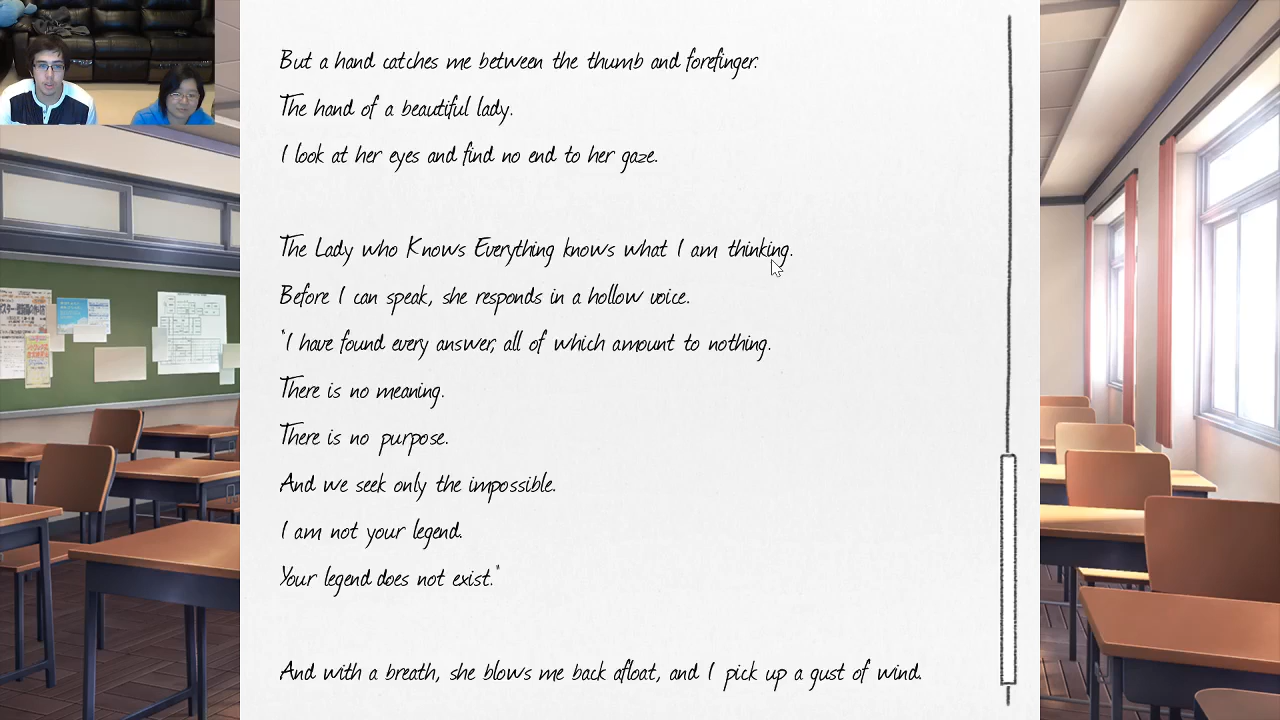 But a hand catches me between the thumb and forefinger.
The hand of a beautiful lady.
I look at her eyes and find no end to her gaze.
The Lady who Knows Everything knows what I am thinking.
Before I can speak, she responds in a hollow voice.
"I have found every answer, all of which amount to nothing.
There is no meaning.
There is no purpose.
And we seek only the impossible.
I am not your legend.
Your legend does not exist."
And with a breath, she blows me back afloat, and I pick up a gust of wind.